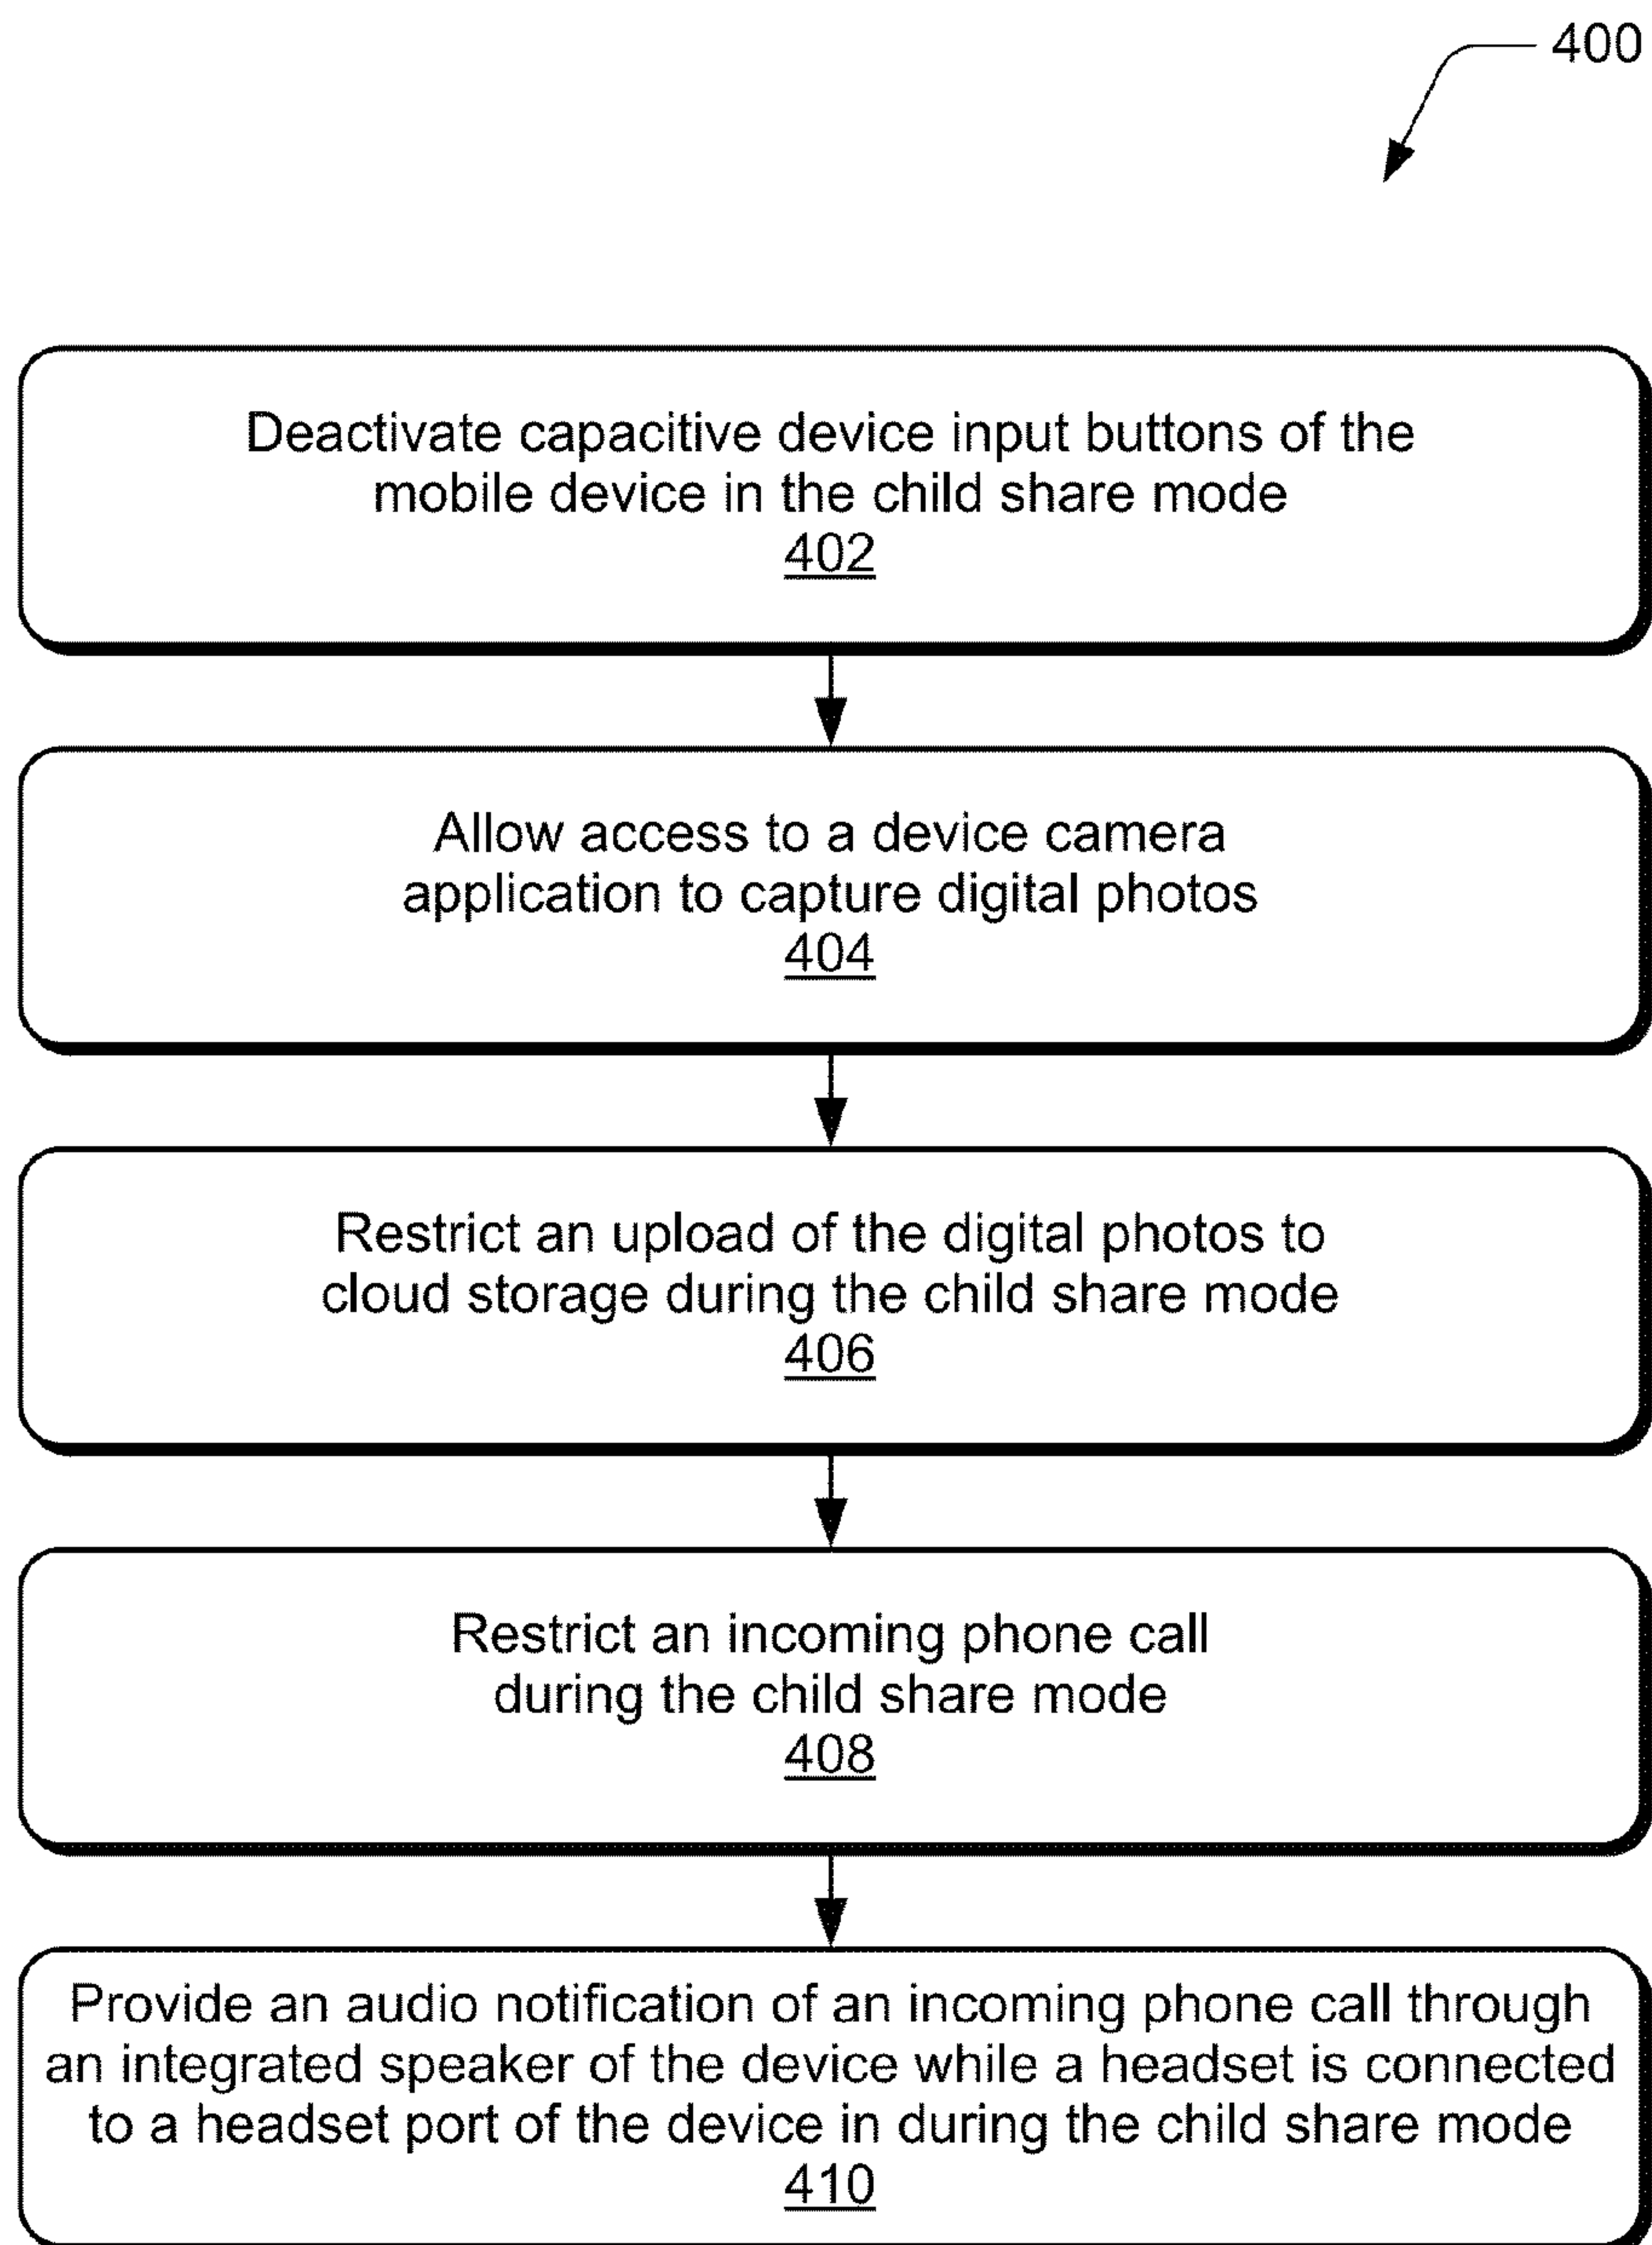 400
Deactivate capacitive device input buttons of the
mobile device in the child share mode
402
Allow access to a device camera
application to capture digital photos
404
Restrict an upload of the digital photos to
cloud storage during the child share mode
406
Restrict an incoming phone call
during the child share mode
408
Provide an audio notification of an incoming phone call through
an integrated speaker of the device while a headset is connected
to a headset port of the device in during the child share mode
410